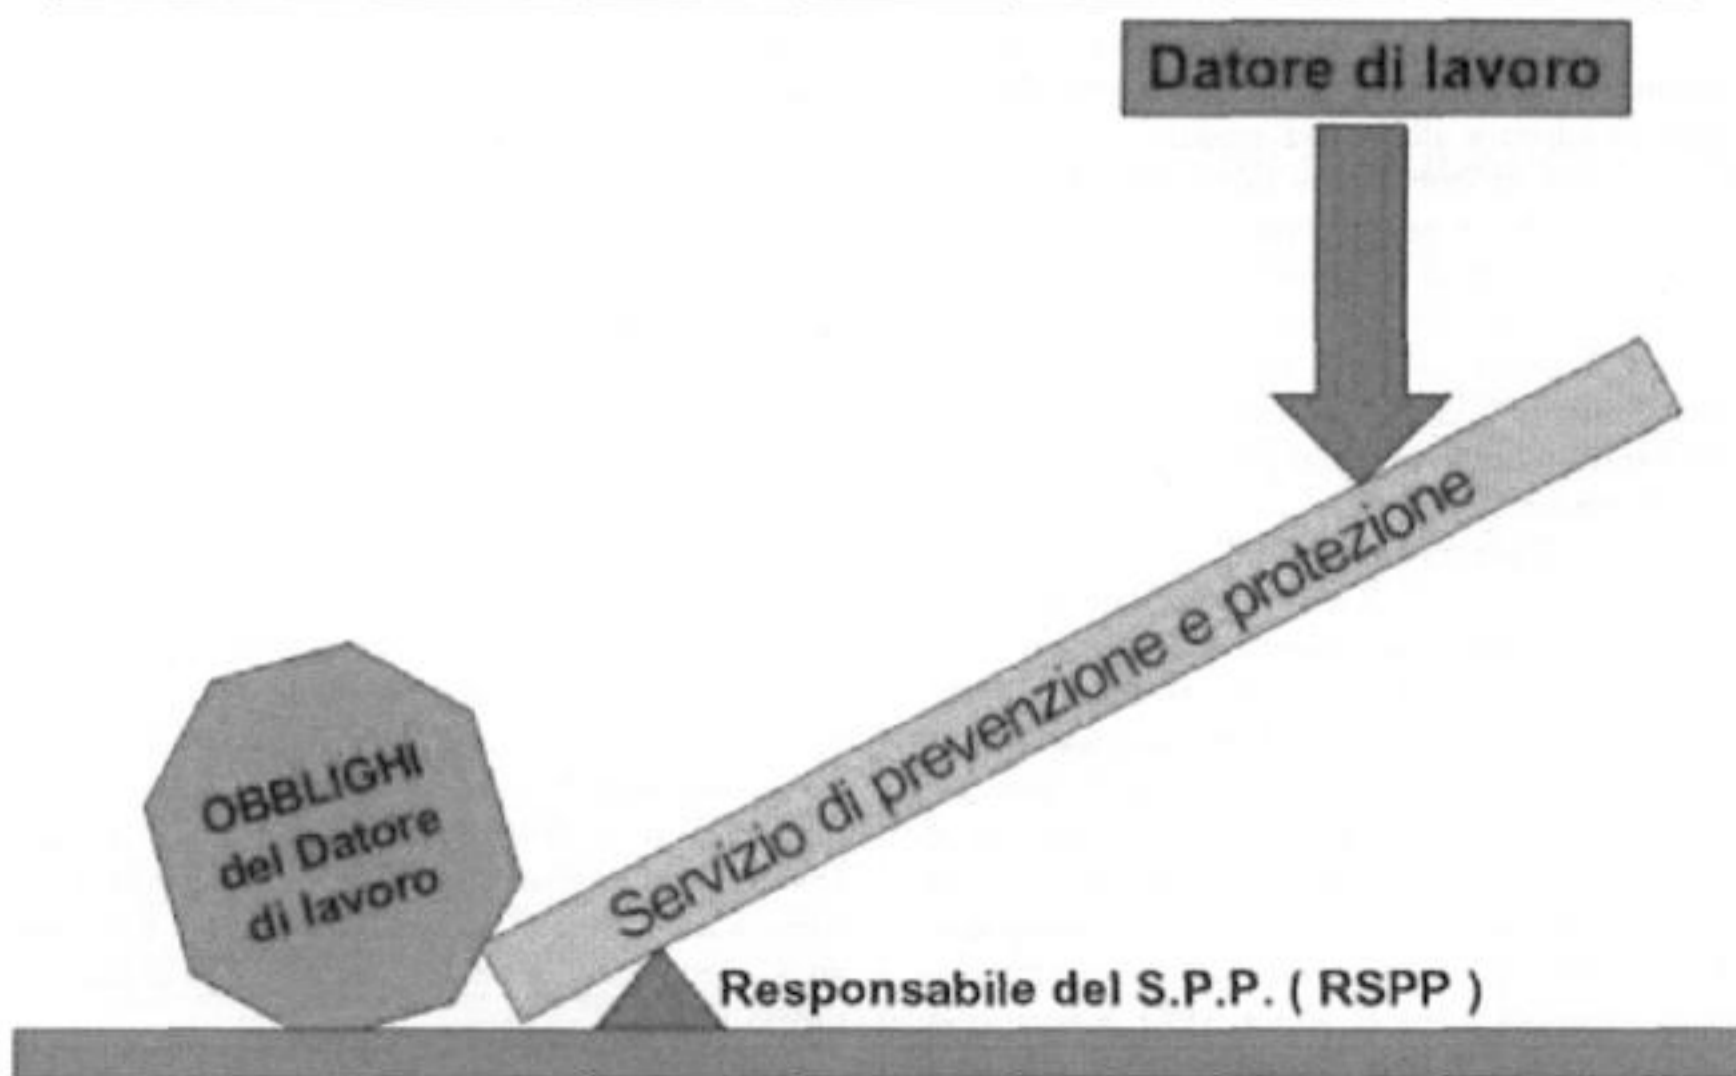 Datore di lavoro
Servizio di prevenzione e protezione
OBBLIGHI
del Datore
di lavoro
Responsabile del S.P.P. ( RSPP )